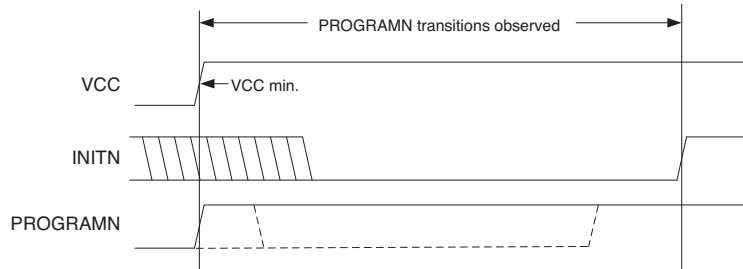 PROGRAMN transitions observed
VCC
VCC min.
INITN
PROGRAMN